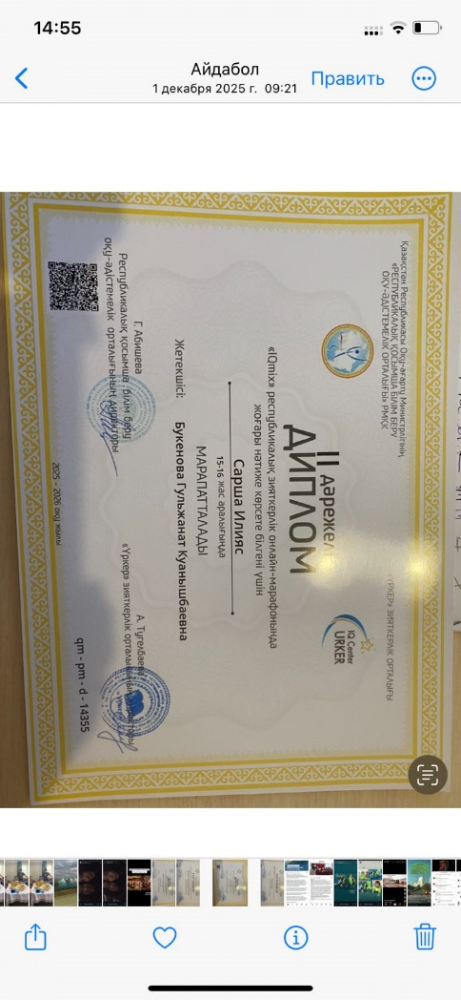 14:55
Айдабол
1 декабря 2025 г. 09:21
Править
Қазақстан Республикасы Оқу-ағарту Министрлігінің
«РЕСПУБЛИКАЛЫҚ ҚОСЫМША БІЛІМ БЕРУ
ОҚУ-ӘДІСТЕМЕЛІК ОРТАЛЫҒЫ» РМҚК
«ҮРКЕР» ЗИЯТКЕРЛІК ОРТАЛЫҒЫ
IQ Center
URKER
II дәрежелі
ДИПЛОМ
«IQmix» республикалық зияткерлік онлайн-марафонында
жоғары нәтиже көрсете білгені үшін
Сарша Илияс
15-16 жас аралығында
МАРАПАТТАЛАДЫ
Жетекшісі: Букенова Гульжанат Куанышбаевна
Г. Абишева
Республикалық қосымша білім беру
оқу-әдістемелік орталығының директоры
А. Тугелбаева
«Үркер» зияткерлік орталығының директоры
qm - pm - d - 14355
2025 - 2026 оқу жылы